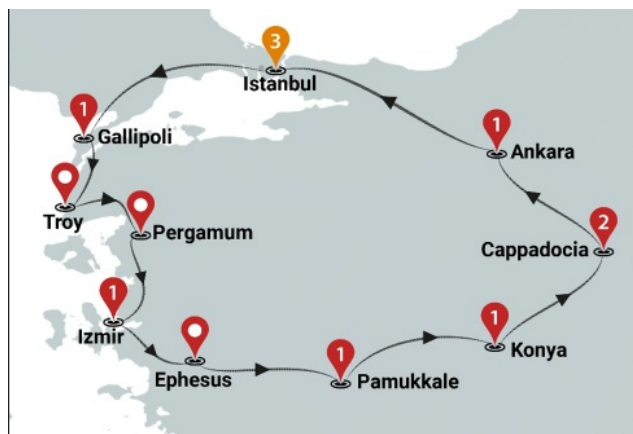 3
Istanbul
1
Gallipoli
1
Ankara
Troy
Pergamum
2
Cappadocia
1
Izmir
Ephesus
1
Pamukkale
1
Konya